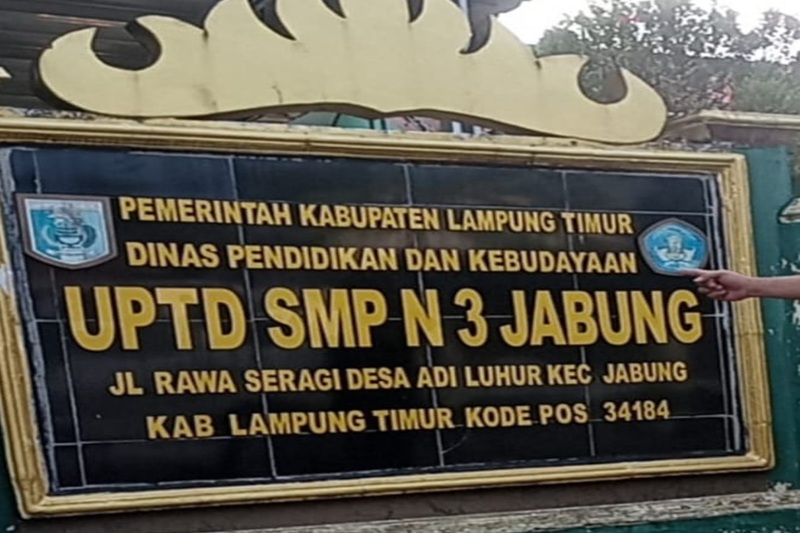 PEMERINTAH KABUPATEN LAMPUNG TIMUR
DINAS PENDIDIKAN DAN KEBUDAYAAN
UPTD SMP N 3 JABUNG
JL RAWA SERAGI DESA ADI LUHUR KEC JABUNG
KAB LAMPUNG TIMUR KODE POS 34184